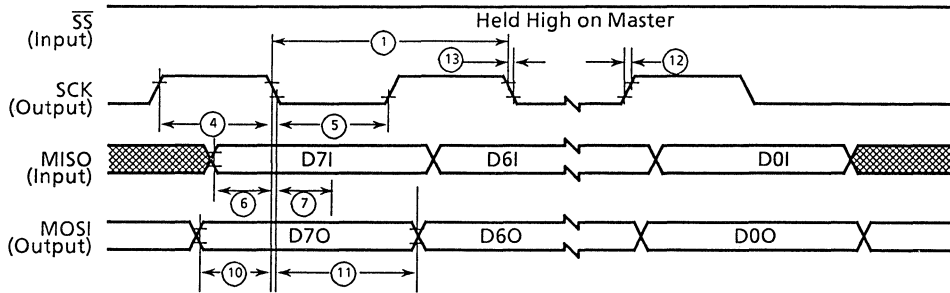 SS Held High on Master
(Input)
1
13
12
SCK
(Output)
4
5
MISO
(Input)
D7I
D6I
D0I
6
7
MOSI
(Output)
D7O
D6O
D0O
10
11